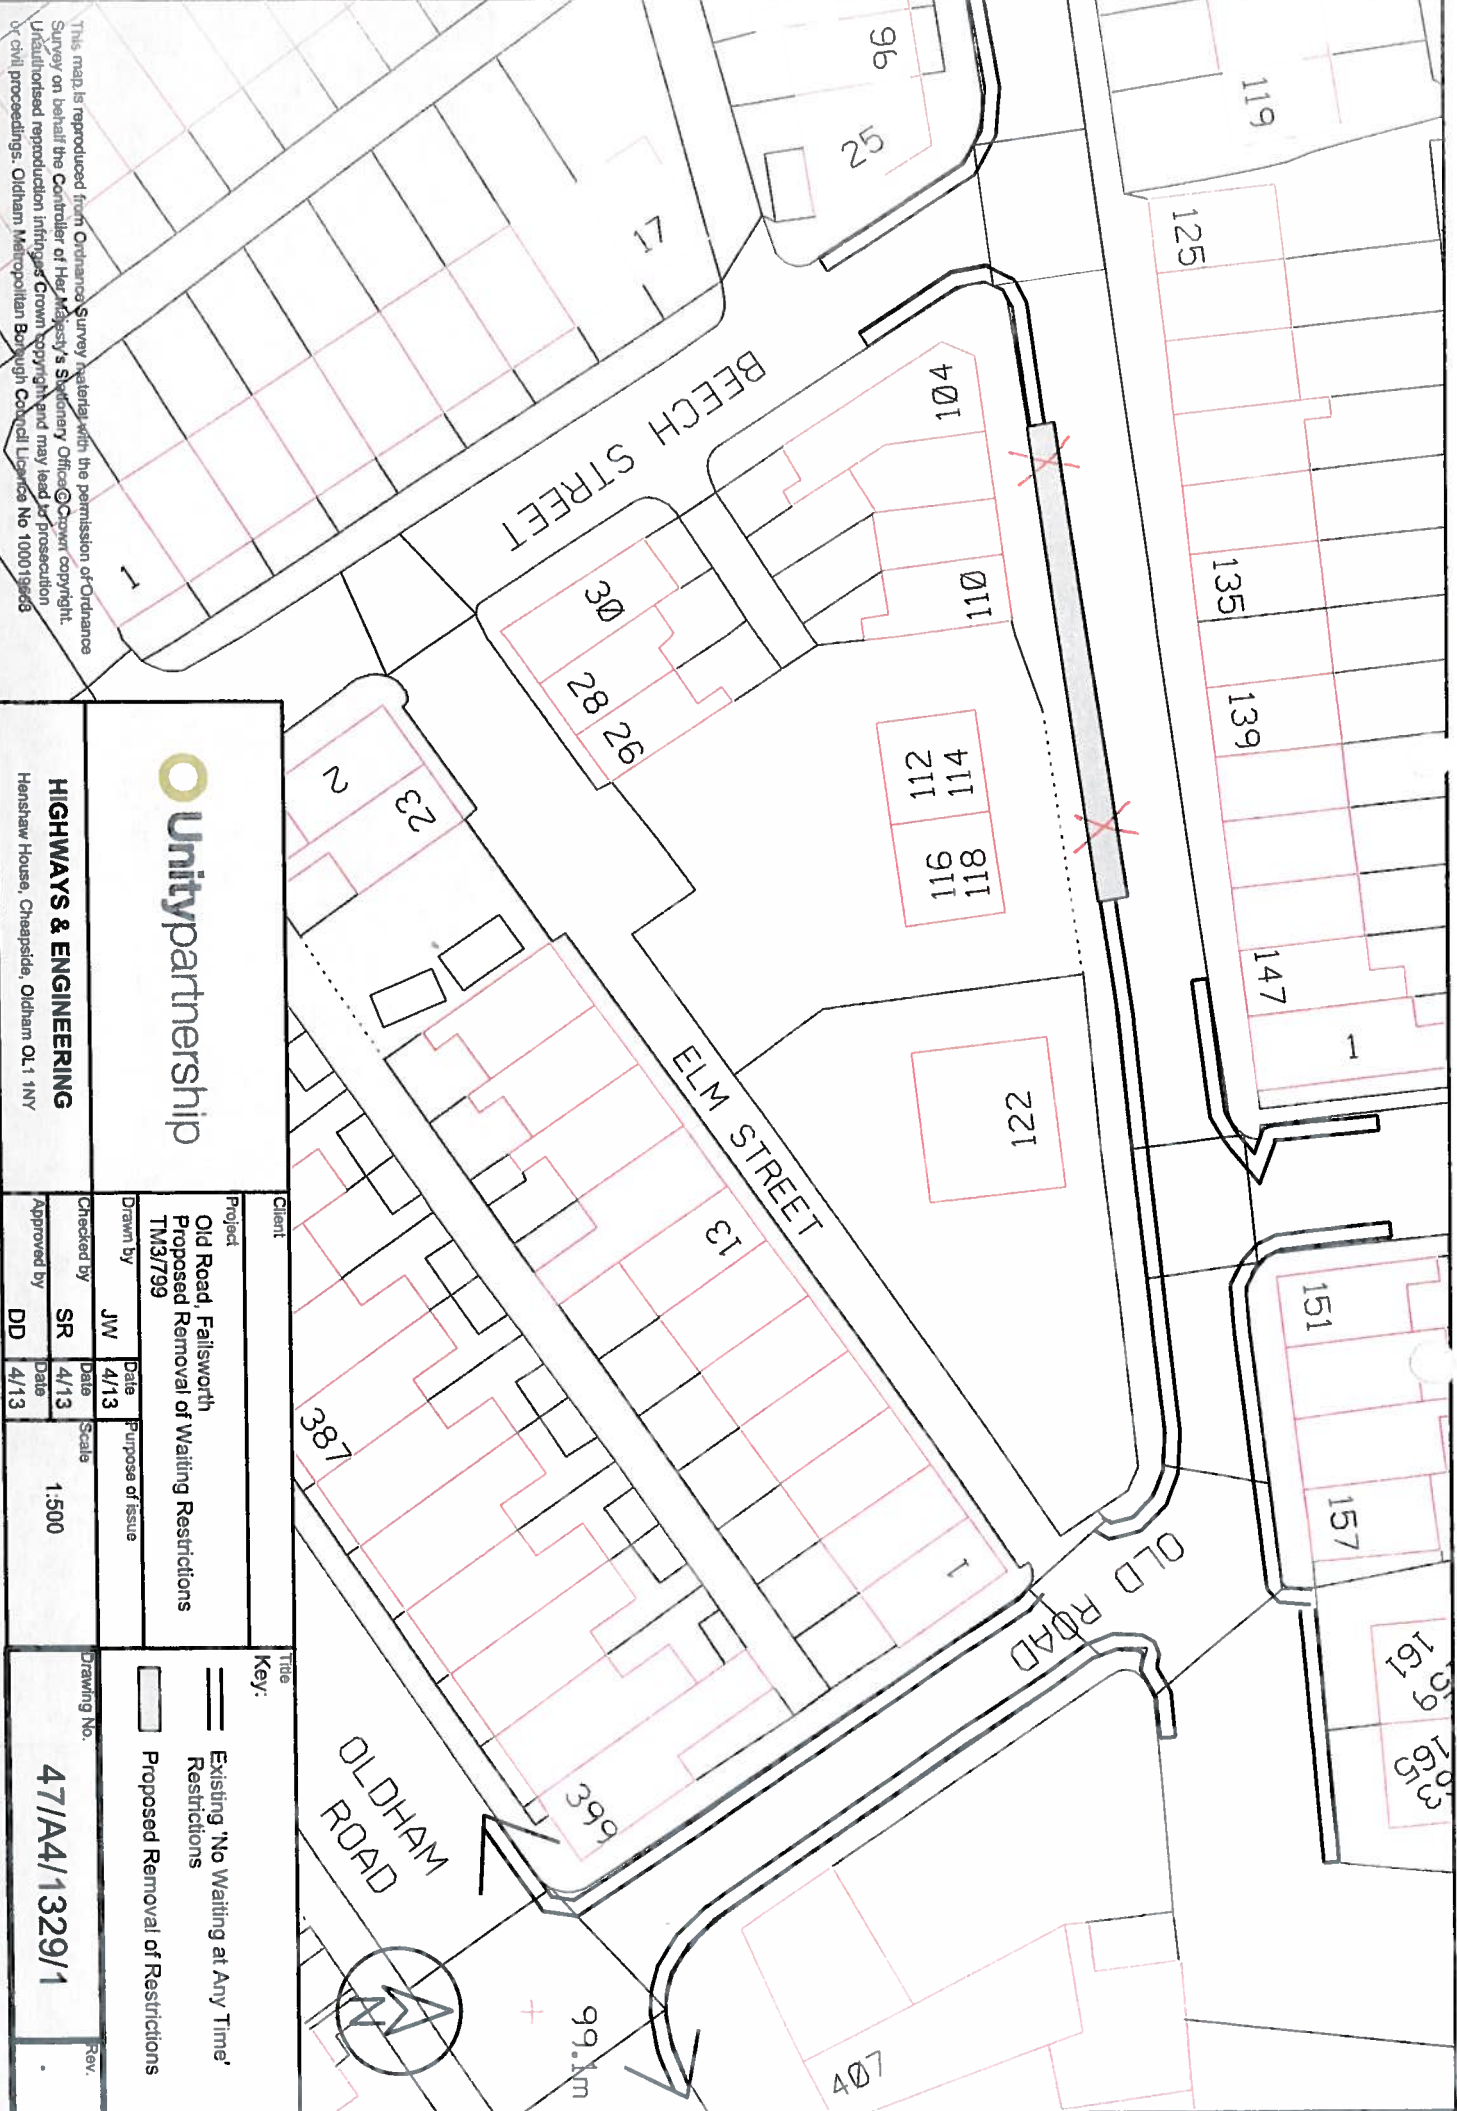 119
96
25
125
17
BEECH STREET
104
110
135
139
30
28
26
1
114
112
118
116
147
1
2
23
122
ELM STREET
13
151
157
387
1
OLD ROAD
161
399
OLDHAM
ROAD
99.1m
407
This map is reproduced from Ordnance Survey material with the permission of Ordnance
Survey on behalf the Controller of Her Majesty's Stationary Office © Crown copyright.
Unauthorised reproduction infringes Crown copyright and may lead to prosecution
or civil proceedings. Oldham Metropolitan Borough Council Licence No 100019668
Unitypartnership
HIGHWAYS & ENGINEERING
Henshaw House, Cheapside, Oldham OL1 1NY
Client
Project
Old Road, Failsworth
Proposed Removal of Waiting Restrictions
TM3/799
Drawn by JW Date 4/13 Purpose of issue
Checked by SR Date 4/13 Scale 1:500
Approved by DD Date 4/13
Title
Key:
Existing 'No Waiting at Any Time'
Restrictions
Proposed Removal of Restrictions
Drawing No. 47/A4/1329/1
Rev. .